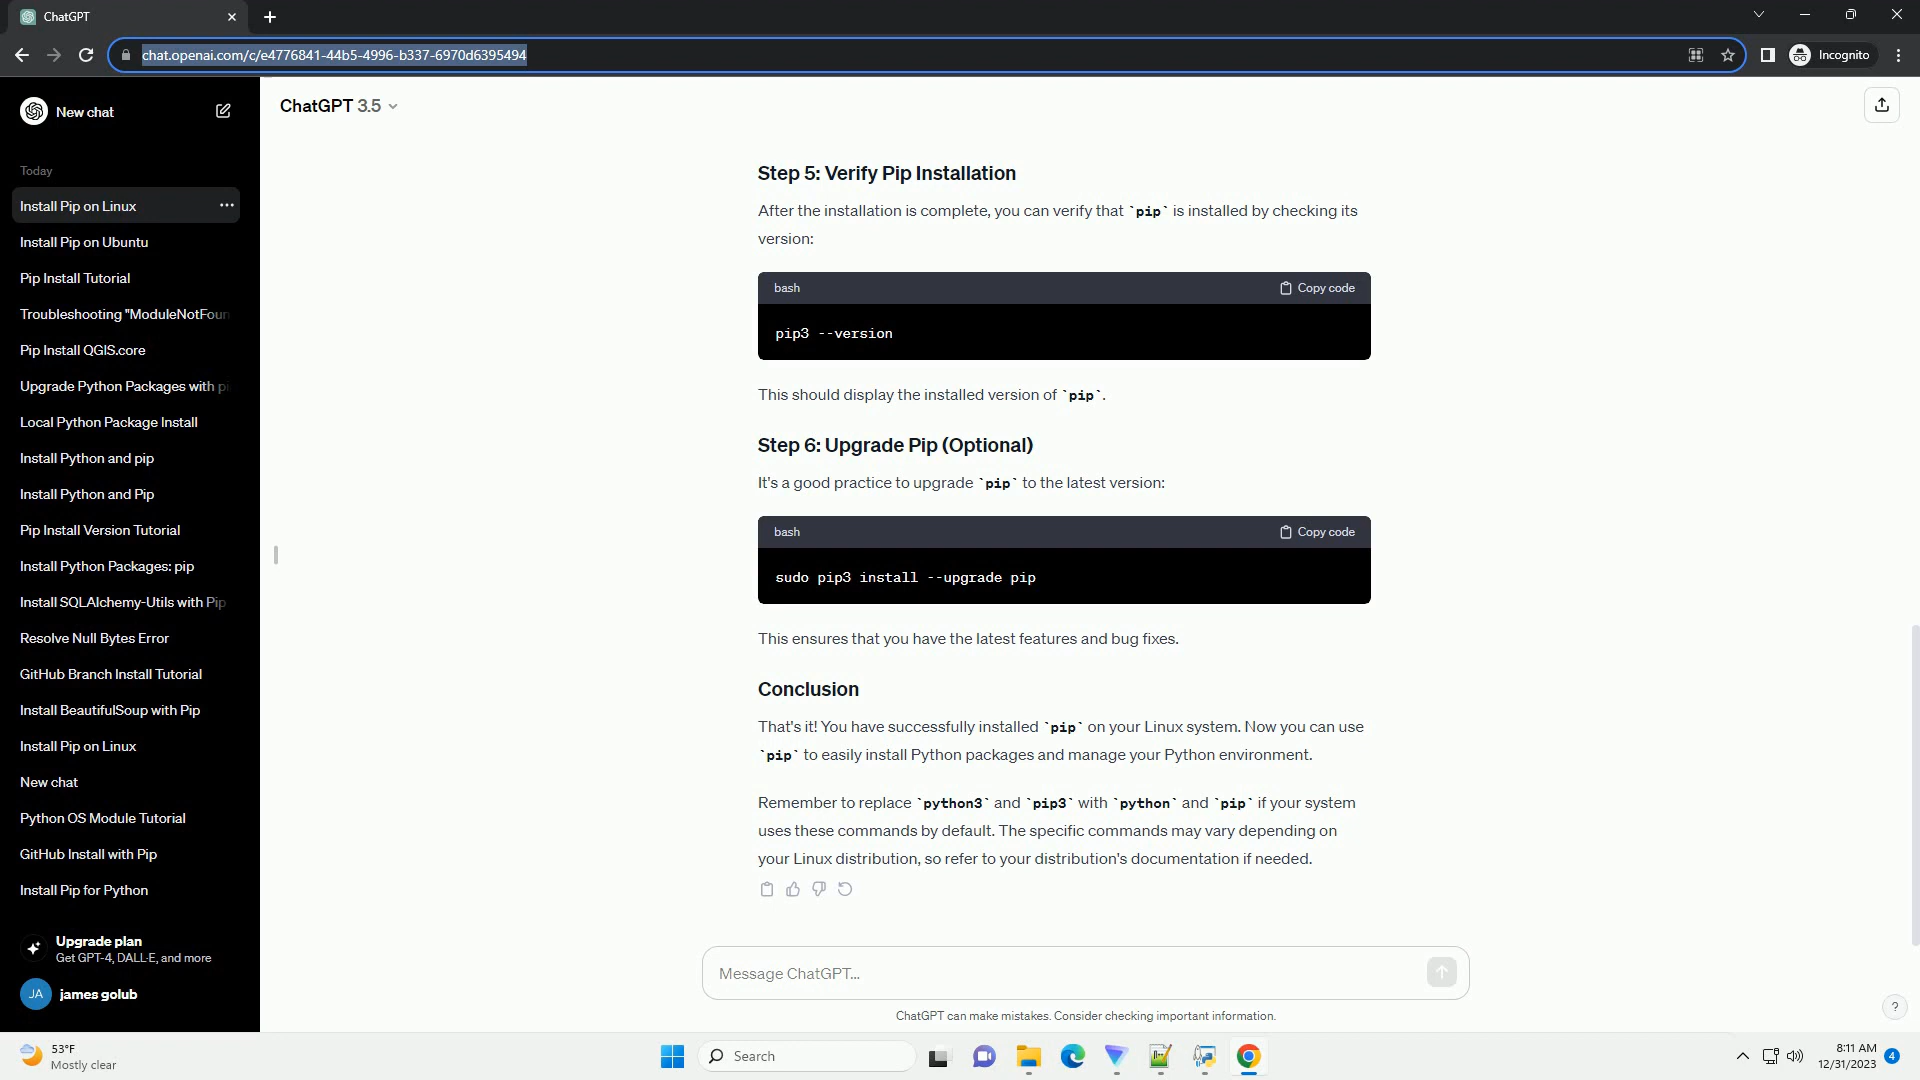 ChatGPT
chat.openai.com/c/e4776841-44b5-4996-b337-6970d6395494
Incognito
New chat
Today
Install Pip on Linux
Install Pip on Ubuntu
Pip Install Tutorial
Troubleshooting "ModuleNotFoun
Pip Install QGIS.core
Upgrade Python Packages with pi
Local Python Package Install
Install Python and pip
Install Python and Pip
Pip Install Version Tutorial
Install Python Packages: pip
Install SQLAlchemy-Utils with Pip
Resolve Null Bytes Error
GitHub Branch Install Tutorial
Install BeautifulSoup with Pip
Install Pip on Linux
New chat
Python OS Module Tutorial
GitHub Install with Pip
Install Pip for Python
Upgrade plan
Get GPT-4, DALL·E, and more
JA
james golub
ChatGPT 3.5
Step 5: Verify Pip Installation
After the installation is complete, you can verify that `pip` is installed by checking its
version:
bash
Copy code
pip3 --version
This should display the installed version of `pip`.
Step 6: Upgrade Pip (Optional)
It's a good practice to upgrade `pip` to the latest version:
bash
Copy code
sudo pip3 install --upgrade pip
This ensures that you have the latest features and bug fixes.
Conclusion
That's it! You have successfully installed `pip` on your Linux system. Now you can use
`pip` to easily install Python packages and manage your Python environment.
Remember to replace `python3` and `pip3` with `python` and `pip` if your system
uses these commands by default. The specific commands may vary depending on
your Linux distribution, so refer to your distribution's documentation if needed.
Message ChatGPT…
ChatGPT can make mistakes. Consider checking important information.
?
53°F
Mostly clear
Search
8:11 AM
12/31/2023
4